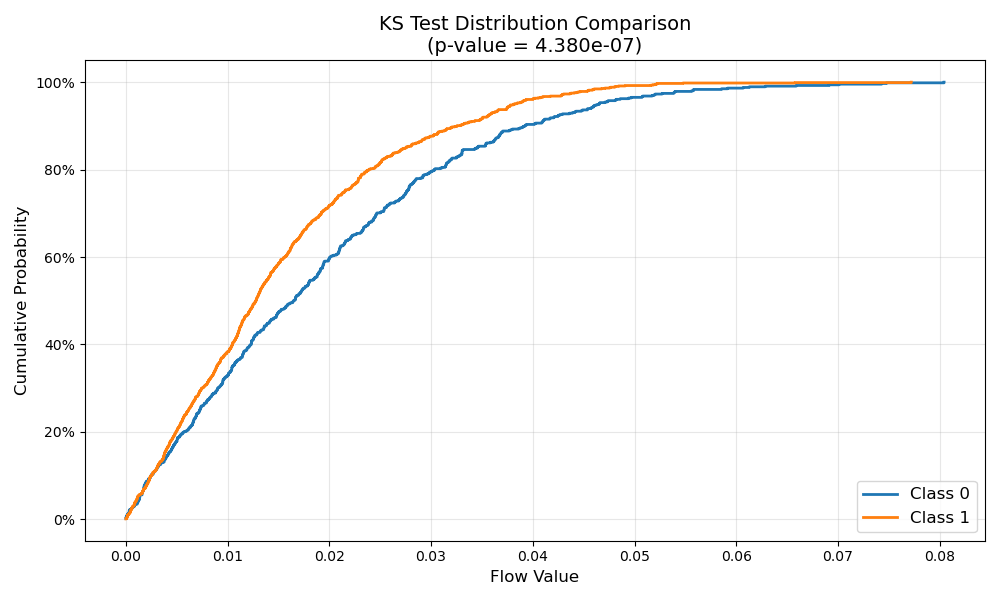 KS Test Distribution Comparison
(p-value = 4.380e-07)
Cumulative Probability
100%
80%
60%
40%
20%
0%
Class 0
Class 1
0.00 0.01 0.02 0.03 0.04 0.05 0.06 0.07 0.08
Flow Value